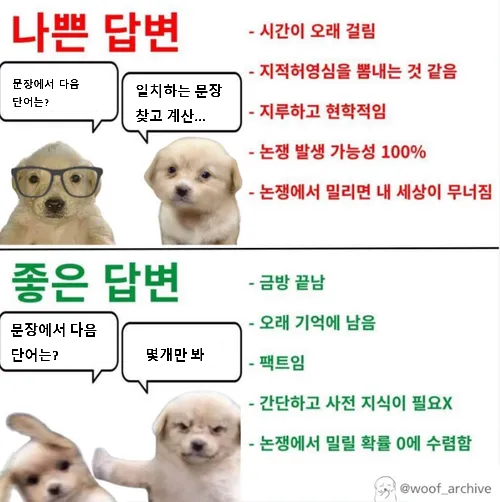 나쁜 답변
문장에서 다음
단어는?
일치하는 문장
찾고 계산...
- 시간이 오래 걸림
- 지적허영심을 뽐내는 것 같음
- 지루하고 현학적임
- 논쟁 발생 가능성 100%
- 논쟁에서 밀리면 내 세상이 무너짐
좋은 답변
문장에서 다음
단어는?
몇개만 봐
- 금방 끝남
- 오래 기억에 남음
- 팩트임
- 간단하고 사전 지식이 필요X
- 논쟁에서 밀릴 확률 0에 수렴함
@woof_archive